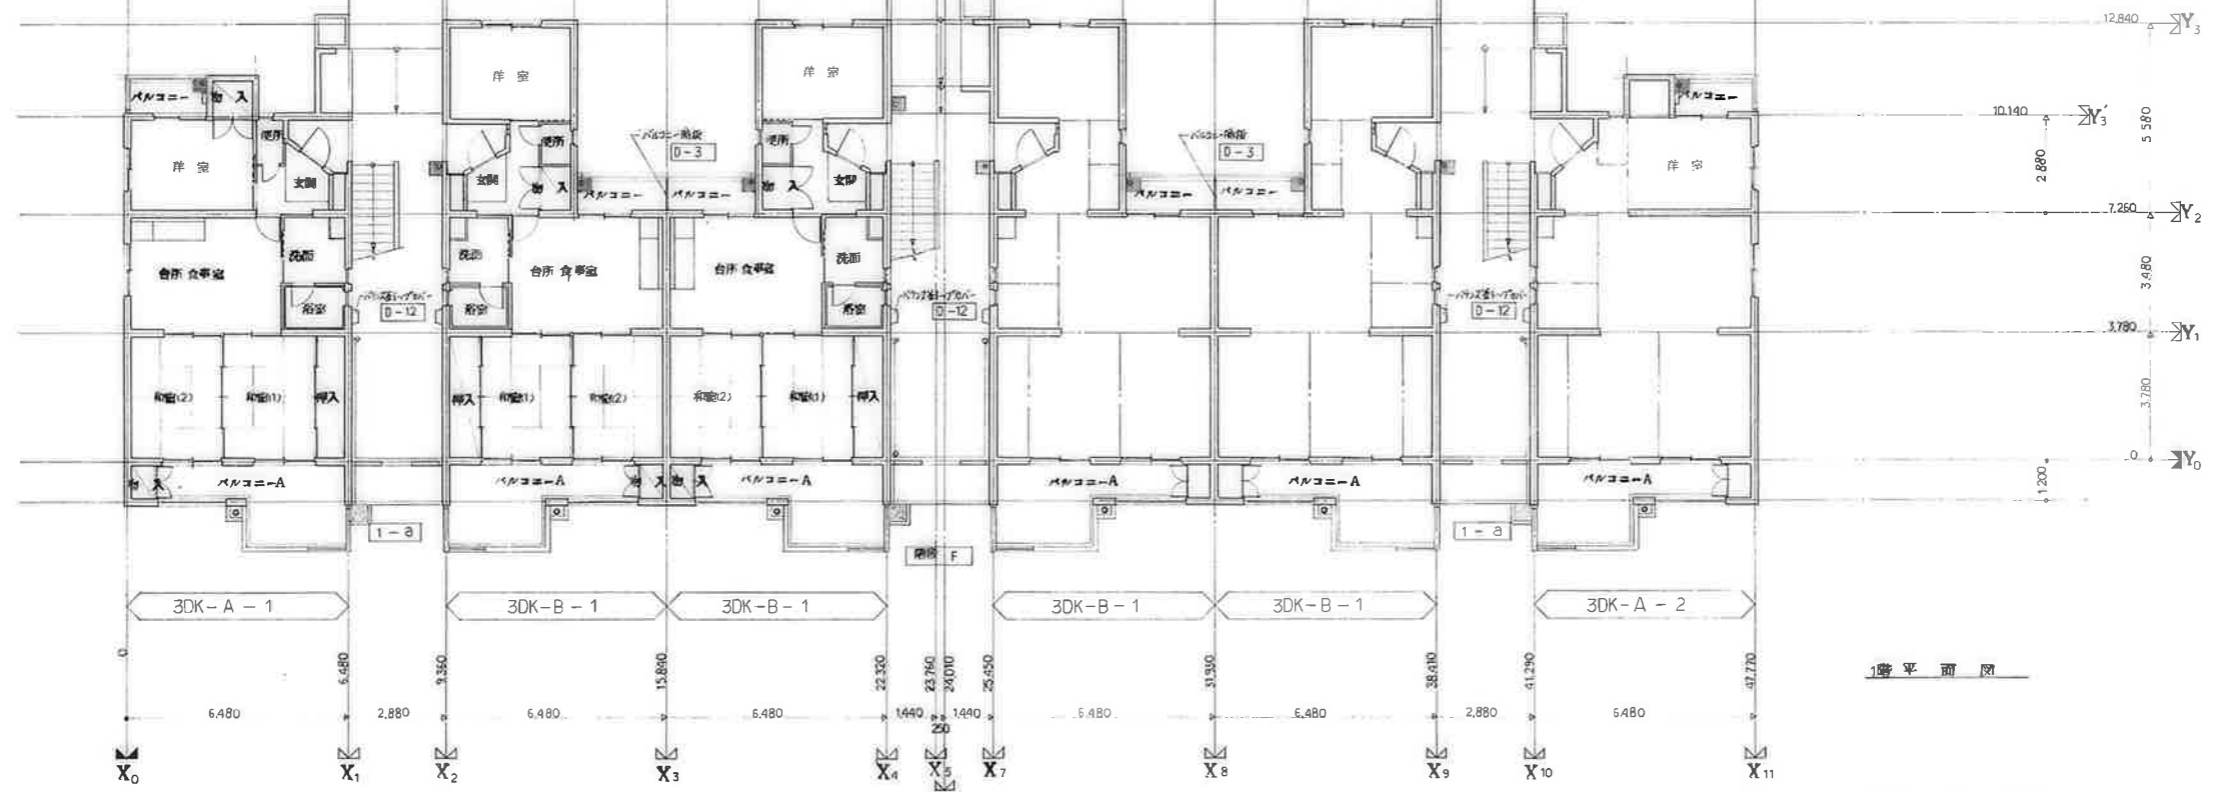 12,840 Y3
洋室
洋室
バルコニー 物入
バルコニー
10,140 Y3'
5,580
便所
便所
便所
バルコニー階段
D-3
バルコニー階段
D-3
洋室
洋室
2,880
玄関
玄関
物入
バルコニー
バルコニー
物入
玄関
バルコニー
バルコニー
7,260 Y2
洗面
洗面
洗面
台所 食事室
台所 食事室
台所 食事室
3,480
D-12
D-12
D-12
浴室
浴室
浴室
3,780 Y1
和室(2) 和室(1) 押入
押入 和室(1) 和室(2)
和室(2) 和室(1) 押入
3,780
0 Y0
物入 バルコニーA
バルコニーA 物入
物入 バルコニーA
バルコニーA
バルコニーA
バルコニーA
1,200
1-a
階段 F
1-a
3DK-A-1
3DK-B-1
3DK-B-1
3DK-B-1
3DK-B-1
3DK-A-2
0
6,480
9,360
15,840
22,320
23,760
24,010
25,450
31,930
38,410
41,290
47,770
1階平面図
6,480 2,880 6,480 6,480 1,440 1,440 6,480 6,480 2,880 6,480
250
X0 X1 X2 X3 X4 X5 X7 X8 X9 X10 X11